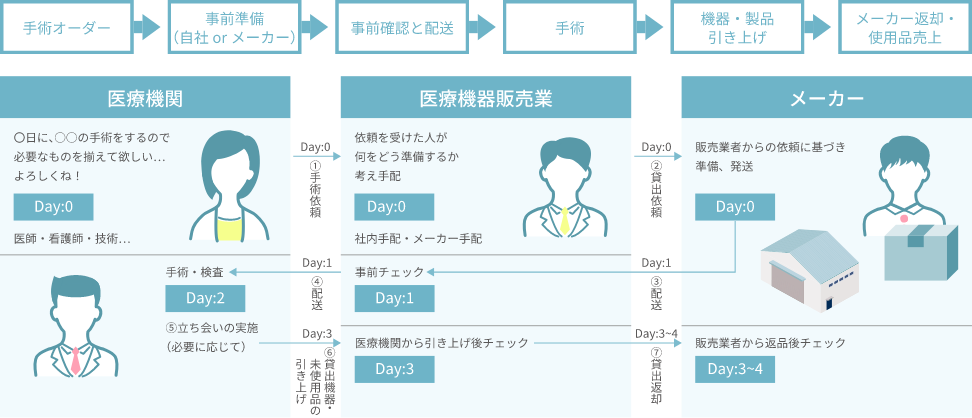 手術オーダー
事前準備
（自社 or メーカー）
事前確認と配送
手術
機器・製品
引き上げ
メーカー返却・
使用品売上
医療機関
〇日に、〇〇の手術をするので
必要なものを揃えて欲しい…
よろしくね！
Day:0
医師・看護師・技術…
手術・検査
Day:2
⑤立ち会いの実施
（必要に応じて）
Day:0
①手術依頼
Day:1
④配送
Day:3
⑥貸出機器・
未使用品の
引き上げ
医療機器販売業
依頼を受けた人が
何をどう準備するか
考え手配
Day:0
社内手配・メーカー手配
事前チェック
Day:1
医療機関から引き上げ後チェック
Day:3
Day:0
②貸出依頼
Day:1
③配送
Day:3~4
⑦貸出返却
メーカー
販売業者からの依頼に基づき
準備、発送
Day:0
販売業者から返品後チェック
Day:3~4